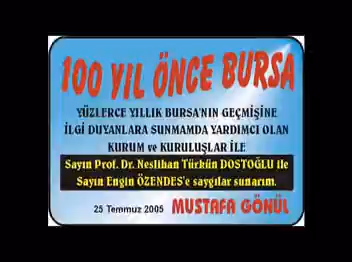 100 YIL ÖNCE BURSA
YÜZLERCE YILLIK BURSA'NIN GEÇMİŞİNE
İLGİ DUYANLARA SUNMAMDA YARDIMCI OLAN
KURUM ve KURULUŞLAR İLE
Sayın Prof. Dr. Neslihan Türkün DOSTOĞLU ile
Sayın Engin ÖZENDES'e saygılar sunarım.
25 Temmuz 2005 MUSTAFA GÖNÜL